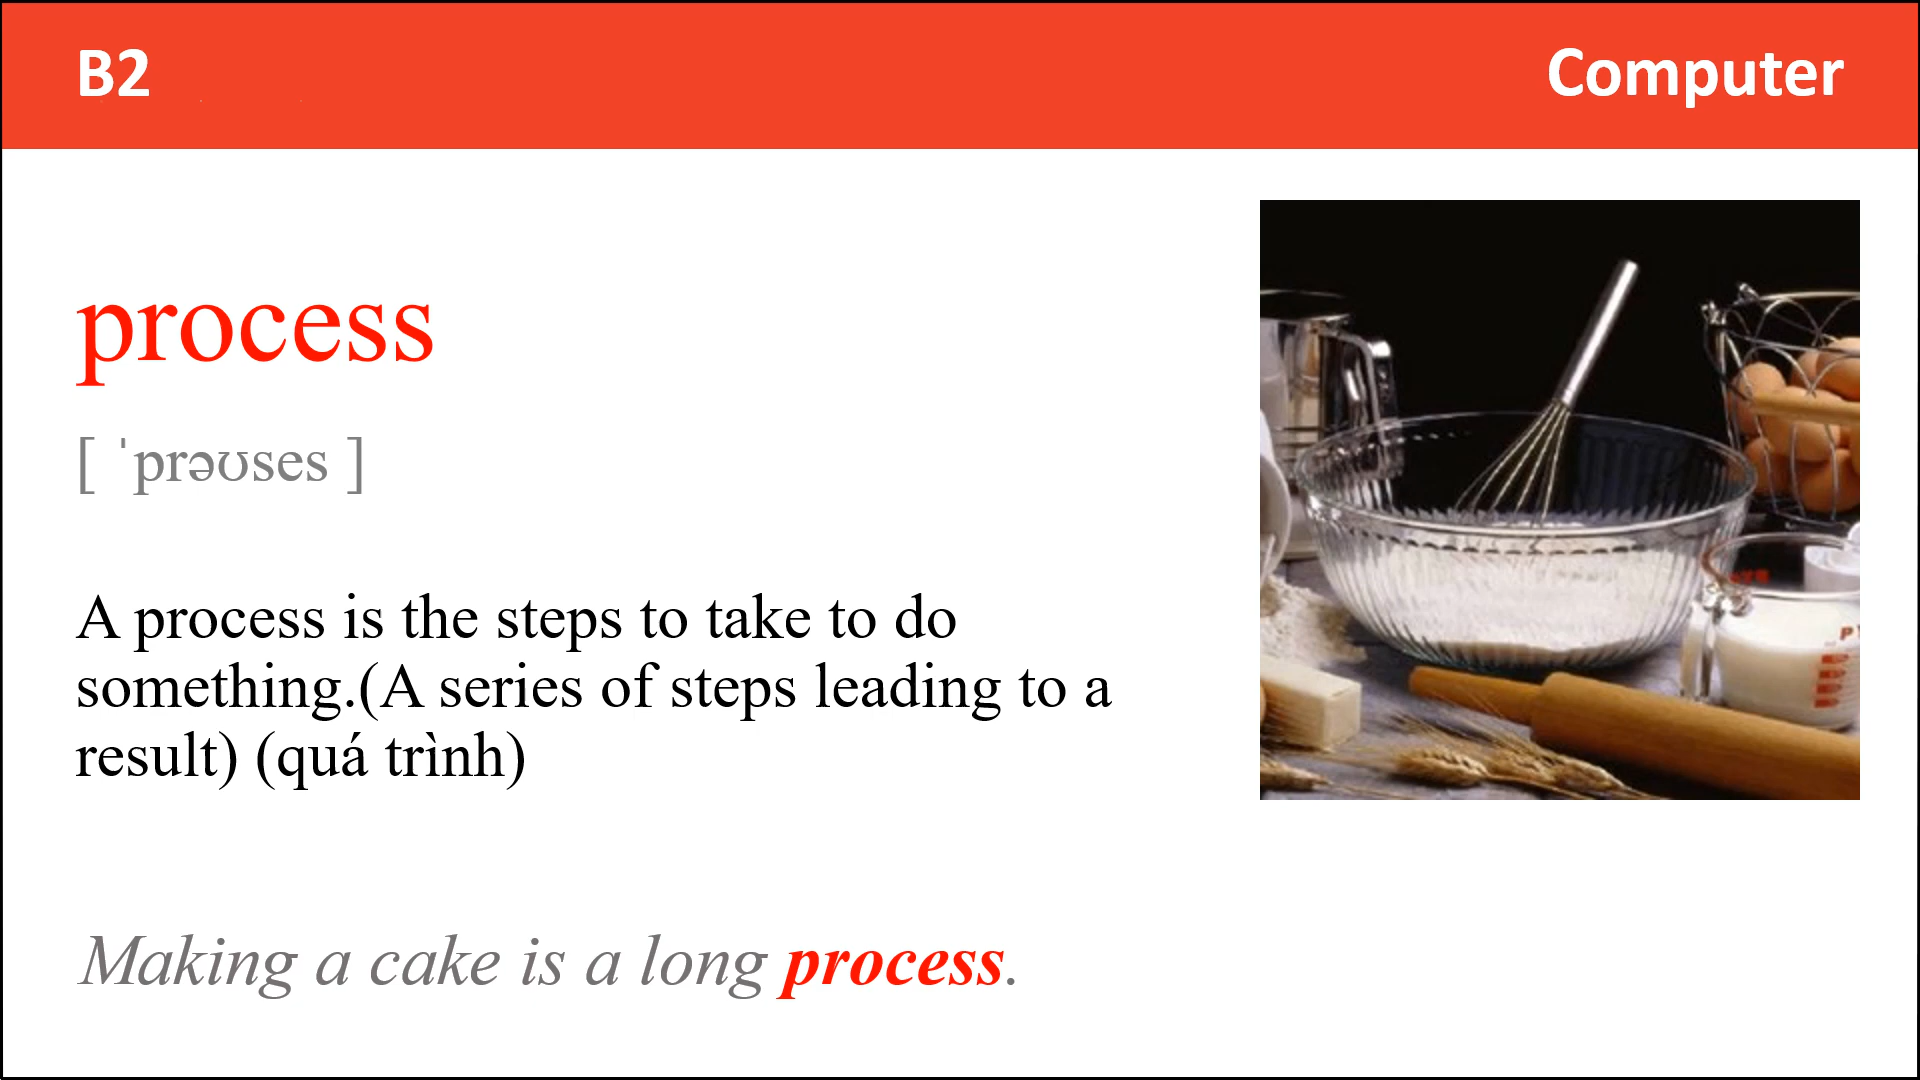 B2
Computer
process
[ ˈprəʊses ]
A process is the steps to take to do
something.(A series of steps leading to a
result) (quá trình)
Making a cake is a long process.